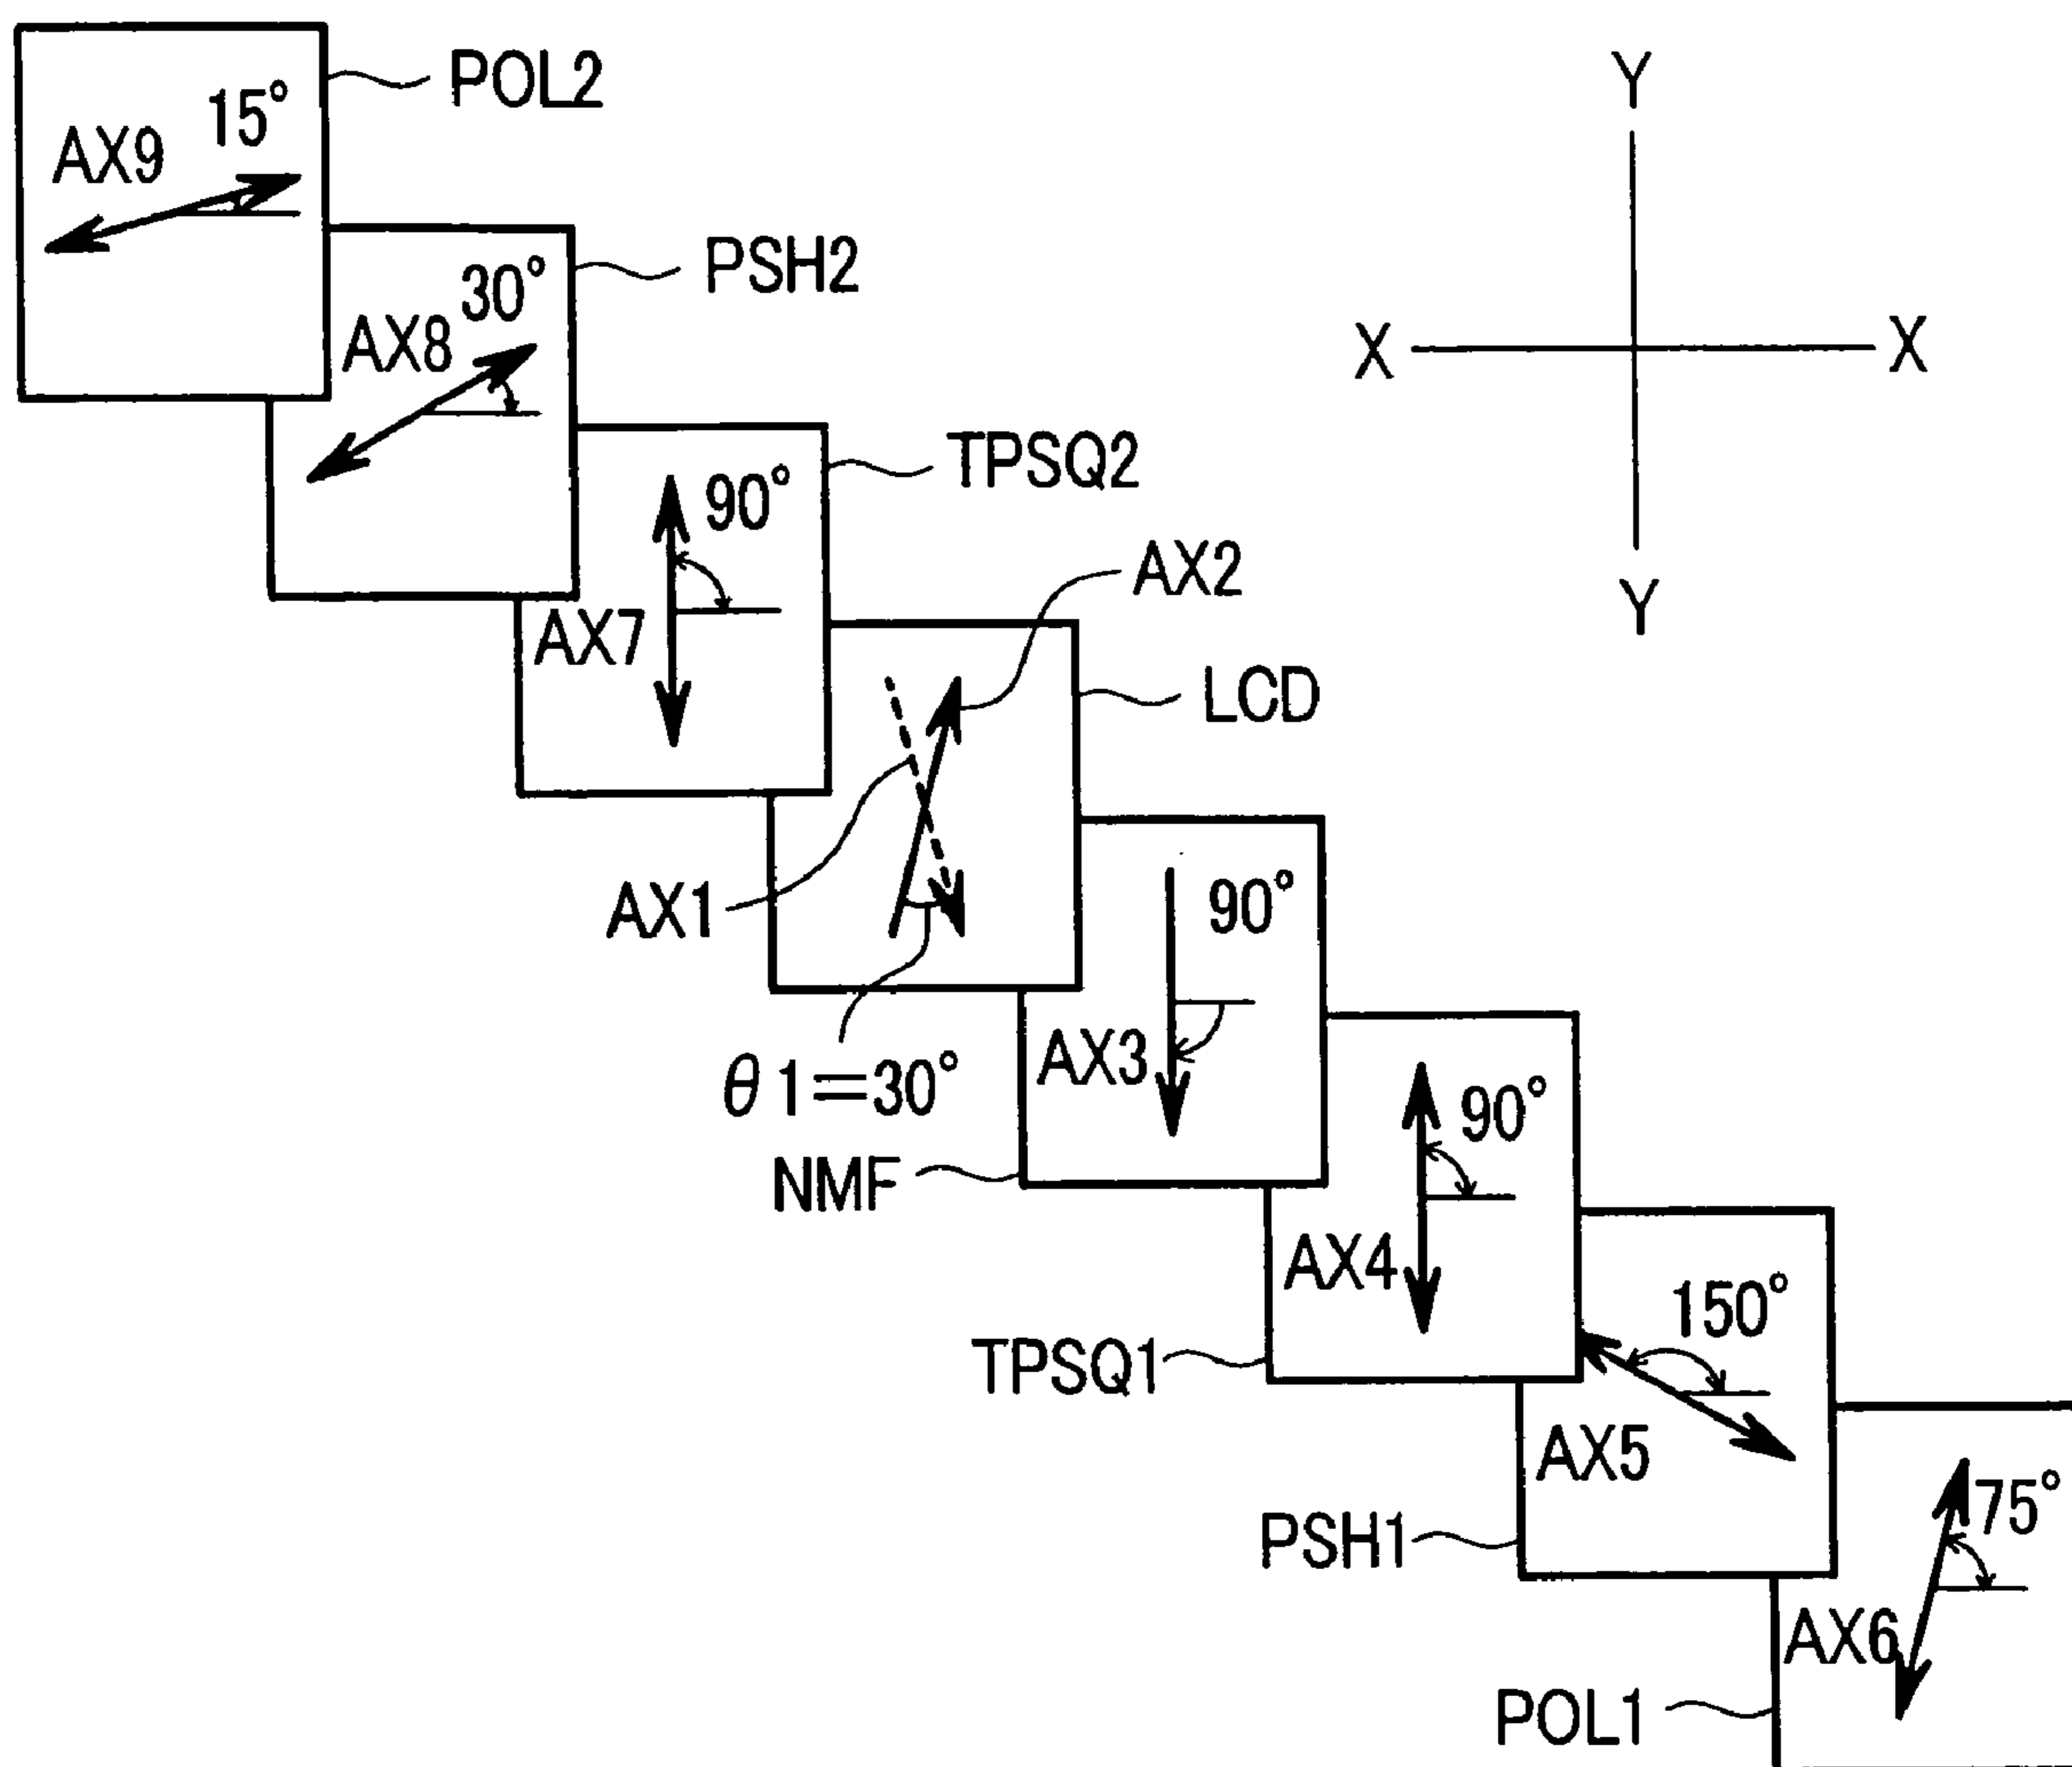 POL2
15°
AX9
Y
PSH2
30°
AX8
X
X
TPSQ2
90°
AX7
Y
AX2
LCD
AX1
90°
AX3
θ1=30°
NMF
90°
AX4
TPSQ1
150°
AX5
PSH1
75°
AX6
POL1